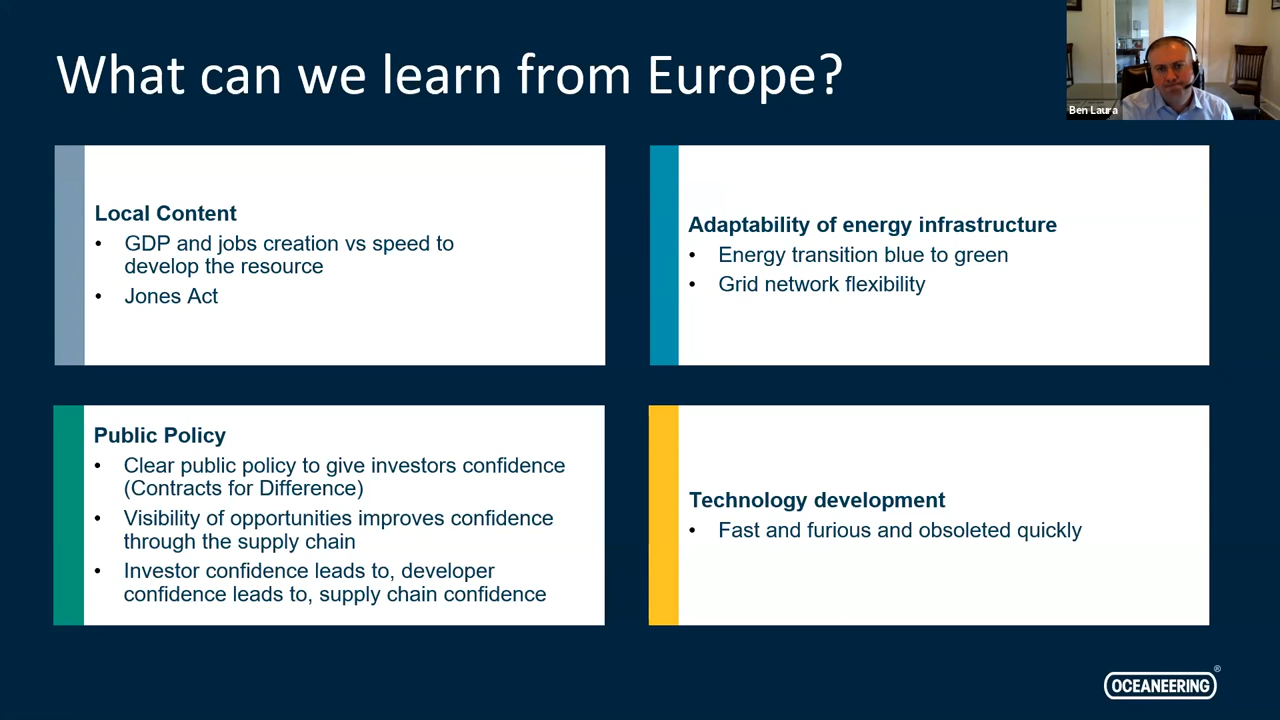 What can we learn from Europe?
Ben Laura
Local Content
• GDP and jobs creation vs speed to
develop the resource
• Jones Act
Adaptability of energy infrastructure
• Energy transition blue to green
• Grid network flexibility
Public Policy
• Clear public policy to give investors confidence
(Contracts for Difference)
• Visibility of opportunities improves confidence
through the supply chain
• Investor confidence leads to, developer
confidence leads to, supply chain confidence
Technology development
• Fast and furious and obsoleted quickly
OCEANEERING®